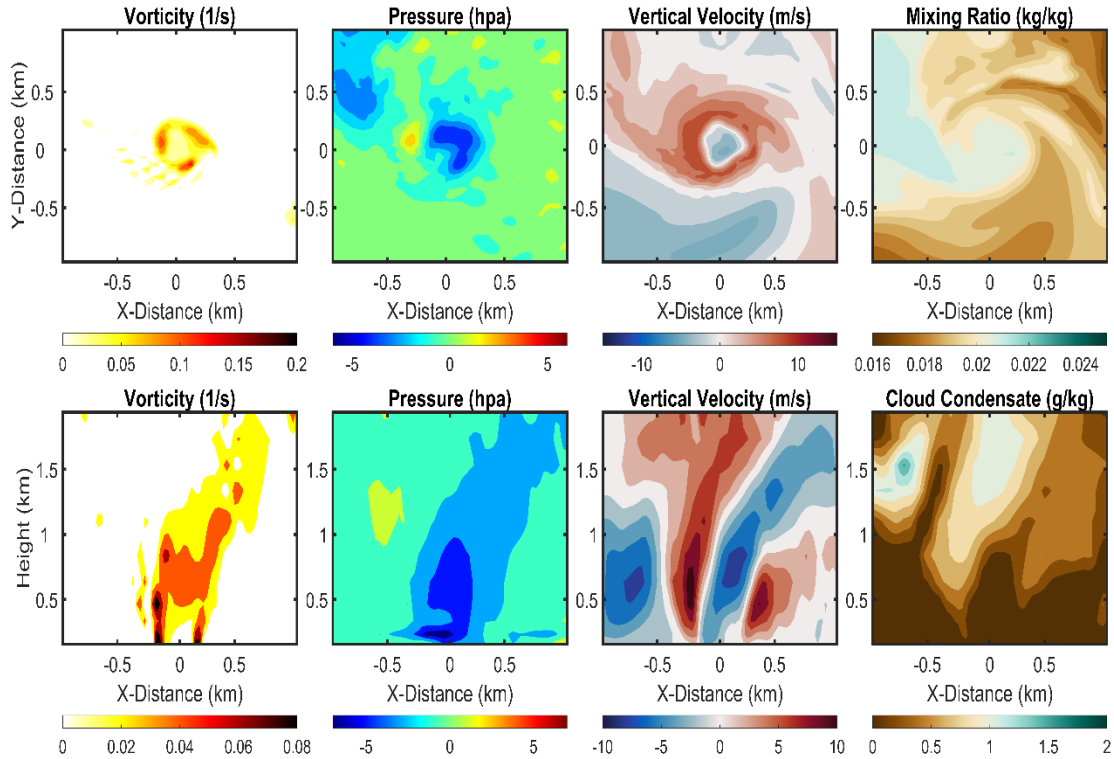 Vorticity (1/s) Pressure (hpa) Vertical Velocity (m/s) Mixing Ratio (kg/kg)
Y-Distance (km)
0.5 0.5 0.5 0.5
0 0 0 0
-0.5 -0.5 -0.5 -0.5
-0.5 0 0.5 -0.5 0 0.5 -0.5 0 0.5 -0.5 0 0.5
X-Distance (km) X-Distance (km) X-Distance (km) X-Distance (km)
0 0.05 0.1 0.15 0.2 -5 0 5 -10 0 10 0.016 0.018 0.02 0.022 0.024
Vorticity (1/s) Pressure (hpa) Vertical Velocity (m/s) Cloud Condensate (g/kg)
Height (km)
1.5 1.5 1.5 1.5
1 1 1 1
0.5 0.5 0.5 0.5
-0.5 0 0.5 -0.5 0 0.5 -0.5 0 0.5 -0.5 0 0.5
X-Distance (km) X-Distance (km) X-Distance (km) X-Distance (km)
0 0.02 0.04 0.06 0.08 -5 0 5 -10 -5 0 5 10 0 0.5 1 1.5 2